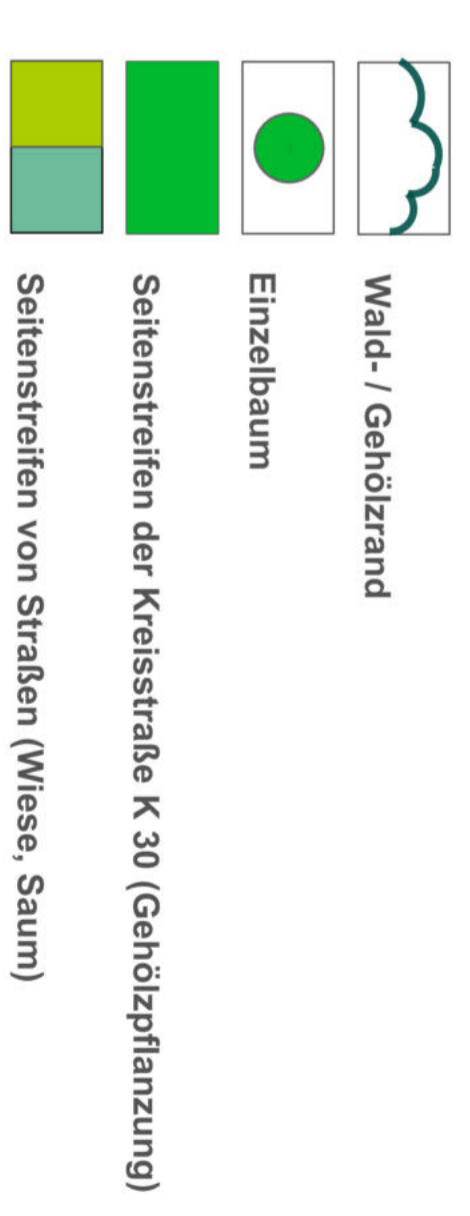 Wald- / Gehölzrand
Einzelbaum
Seitenstreifen der Kreisstraße K 30 (Gehölzpflanzung)
Seitenstreifen von Straßen (Wiese, Saum)